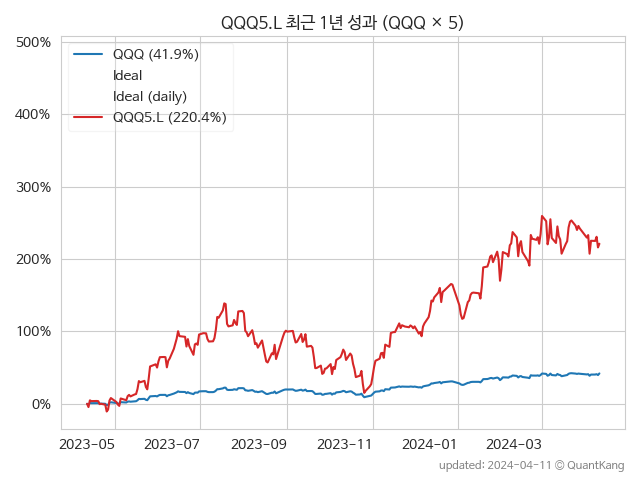 QQQ5.L 최근 1년 성과 (QQQ × 5)
500%
400%
300%
200%
100%
0%
QQQ (41.9%)
Ideal
Ideal (daily)
QQQ5.L (220.4%)
2023-05
2023-07
2023-09
2023-11
2024-01
2024-03
updated: 2024-04-11 © QuantKang